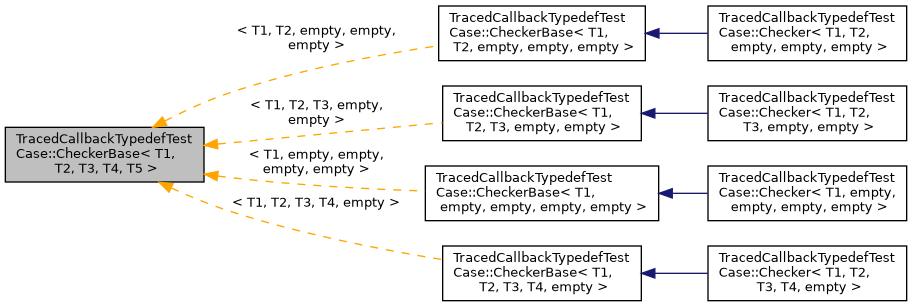 TracedCallbackTypedefTest
Case::CheckerBase< T1,
T2, T3, T4, T5 >
< T1, T2, empty, empty,
empty >
< T1, T2, T3, empty,
empty >
< T1, empty, empty,
empty, empty >
< T1, T2, T3, T4, empty >
TracedCallbackTypedefTest
Case::CheckerBase< T1,
T2, empty, empty, empty >
TracedCallbackTypedefTest
Case::Checker< T1, T2,
empty, empty, empty >
TracedCallbackTypedefTest
Case::CheckerBase< T1,
T2, T3, empty, empty >
TracedCallbackTypedefTest
Case::Checker< T1, T2,
T3, empty, empty >
TracedCallbackTypedefTest
Case::CheckerBase< T1,
empty, empty, empty, empty >
TracedCallbackTypedefTest
Case::Checker< T1, empty,
empty, empty, empty >
TracedCallbackTypedefTest
Case::CheckerBase< T1,
T2, T3, T4, empty >
TracedCallbackTypedefTest
Case::Checker< T1, T2,
T3, T4, empty >